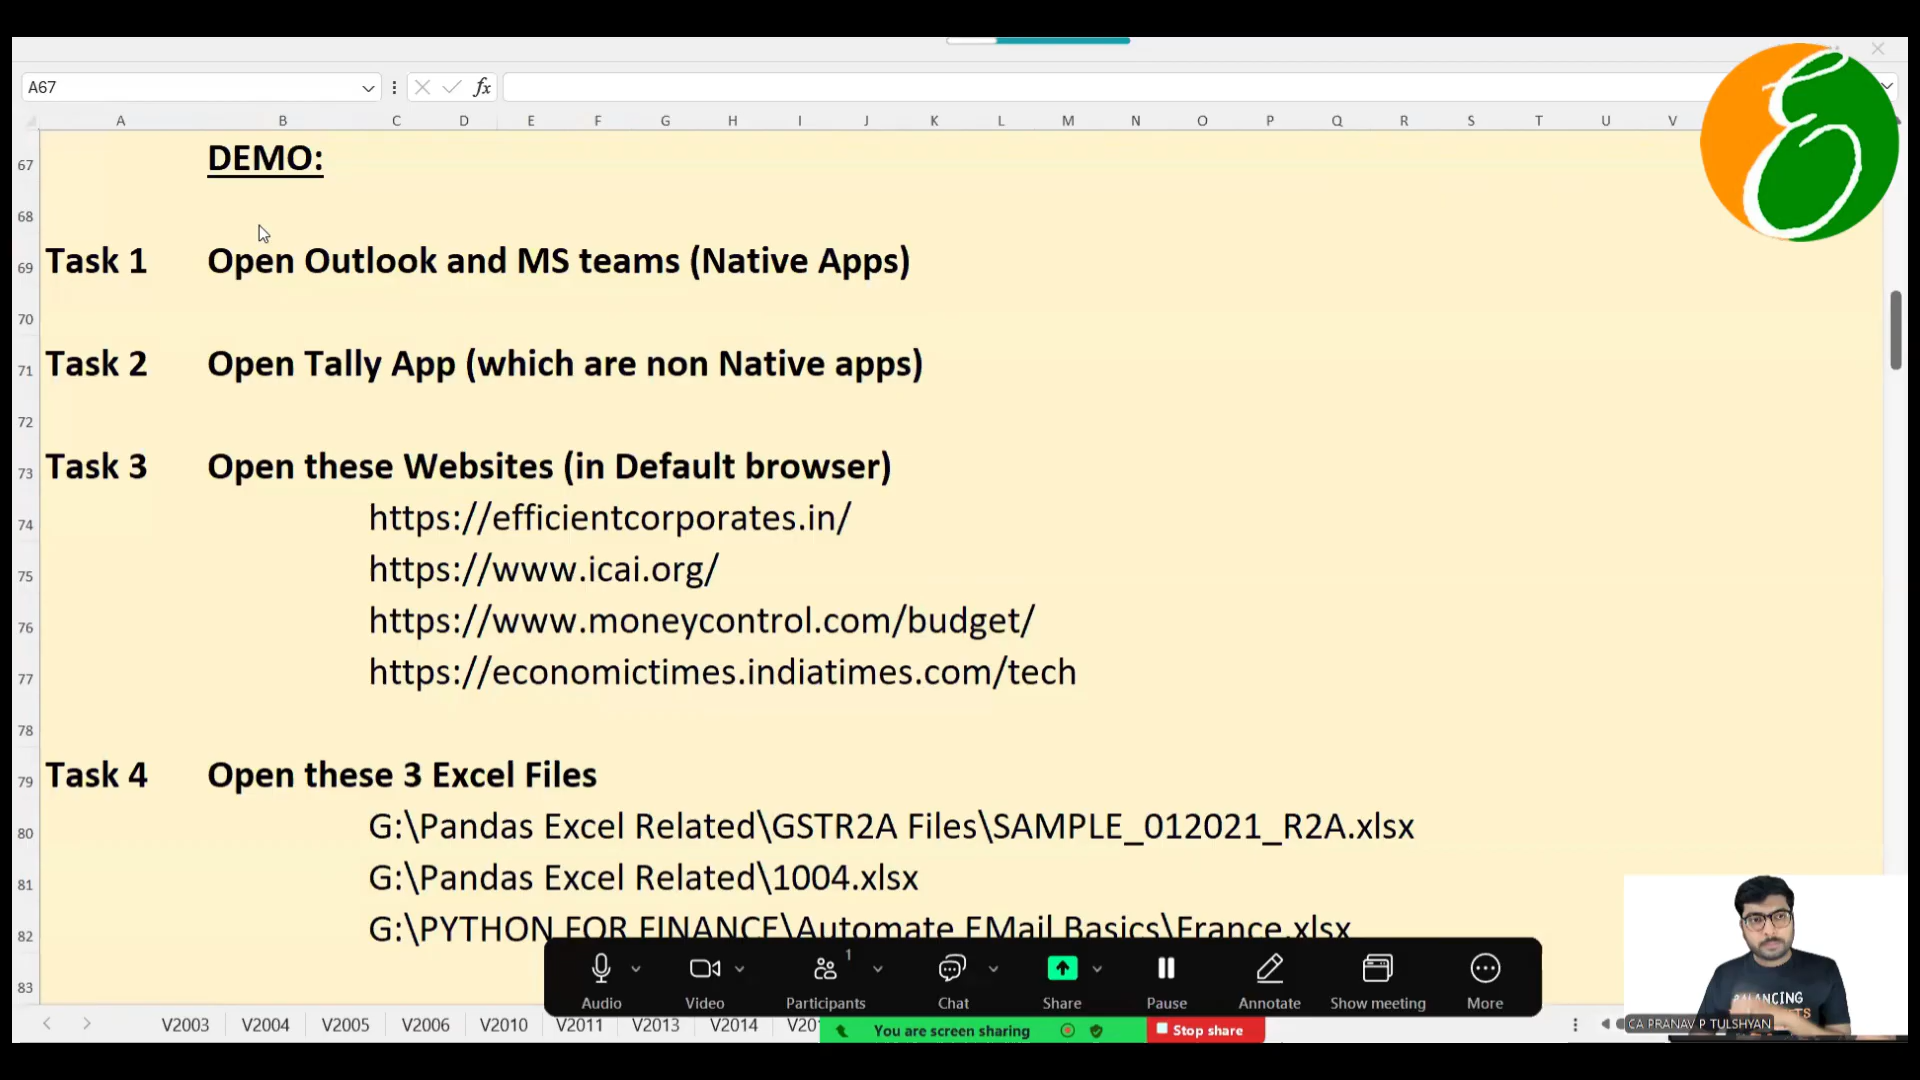 A67
fx
A B C D E F G H I J K L M N O P Q R S T U V
67 DEMO:
68
69 Task 1 Open Outlook and MS teams (Native Apps)
70
71 Task 2 Open Tally App (which are non Native apps)
72
73 Task 3 Open these Websites (in Default browser)
74 https://efficientcorporates.in/
75 https://www.icai.org/
76 https://www.moneycontrol.com/budget/
77 https://economictimes.indiatimes.com/tech
78
79 Task 4 Open these 3 Excel Files
80 G:\Pandas Excel Related\GSTR2A Files\SAMPLE_012021_R2A.xlsx
81 G:\Pandas Excel Related\1004.xlsx
82 G:\PYTHON FOR FINANCE\Automate EMail Basics\France.xlsx
83
1
Audio Video Participants Chat Share Pause Annotate Show meeting More
V2003 V2004 V2005 V2006 V2010 V2011 V2013 V2014
You are screen sharing Stop share
CA PRANAV P TULSHYAN